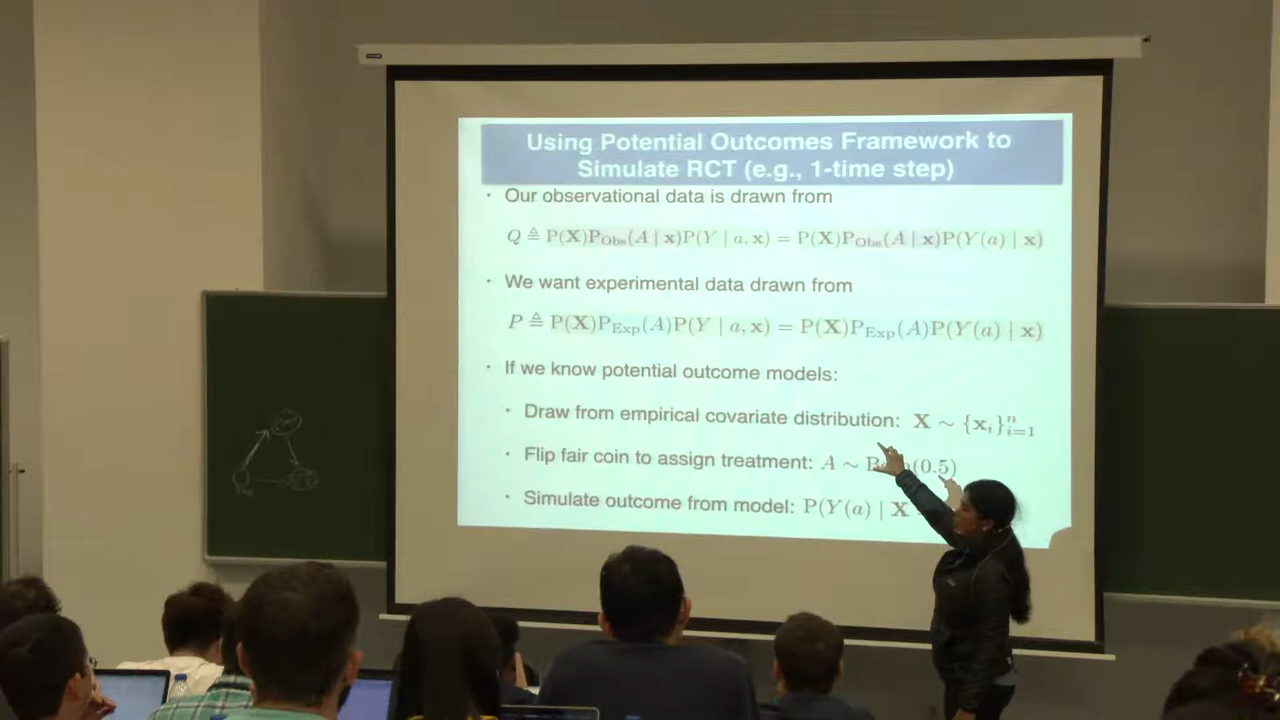 Using Potential Outcomes Framework to
Simulate RCT (e.g., 1-time step)
· Our observational data is drawn from
Q ≜ P(X)P_Obs(A | x)P(Y | a, x) = P(X)P_Obs(A | x)P(Y(a) | x)
· We want experimental data drawn from
P ≜ P(X)P_Exp(A)P(Y | a, x) = P(X)P_Exp(A)P(Y(a) | x)
· If we know potential outcome models:
· Draw from empirical covariate distribution: X ∼ {x_i}_{i=1}^n
· Flip fair coin to assign treatment: A ∼ (0.5)
· Simulate outcome from model: P(Y(a) | X